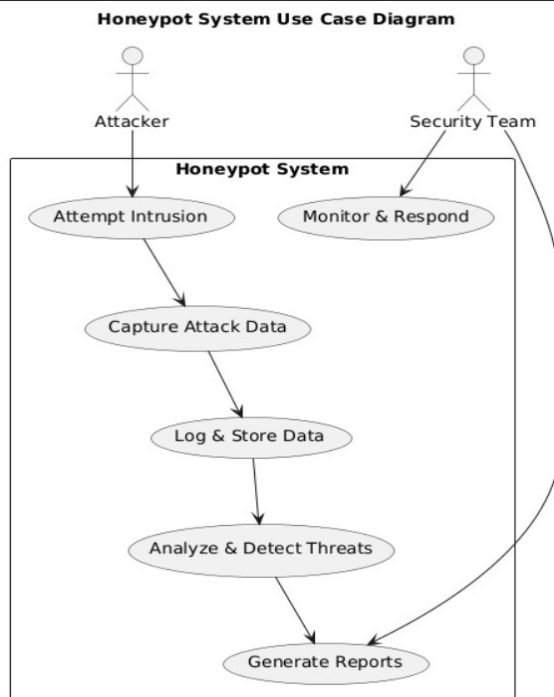 Honeypot System Use Case Diagram
Attacker
Security Team
Honeypot System
Attempt Intrusion
Monitor & Respond
Capture Attack Data
Log & Store Data
Analyze & Detect Threats
Generate Reports